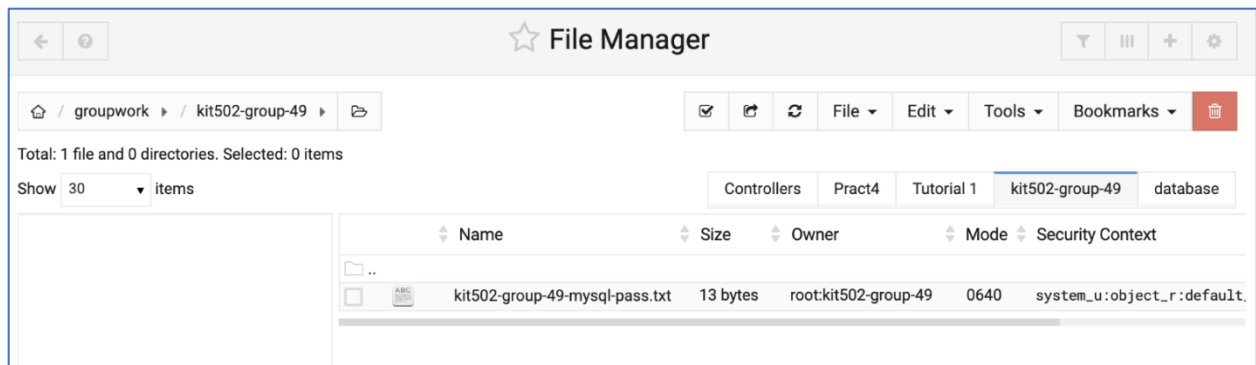 File Manager
/ groupwork / kit502-group-49
File Edit Tools Bookmarks
Total: 1 file and 0 directories. Selected: 0 items
Show 30 items
Controllers Pract4 Tutorial 1 kit502-group-49 database
Name Size Owner Mode Security Context
..
ABC kit502-group-49-mysql-pass.txt 13 bytes root:kit502-group-49 0640 system_u:object_r:default_